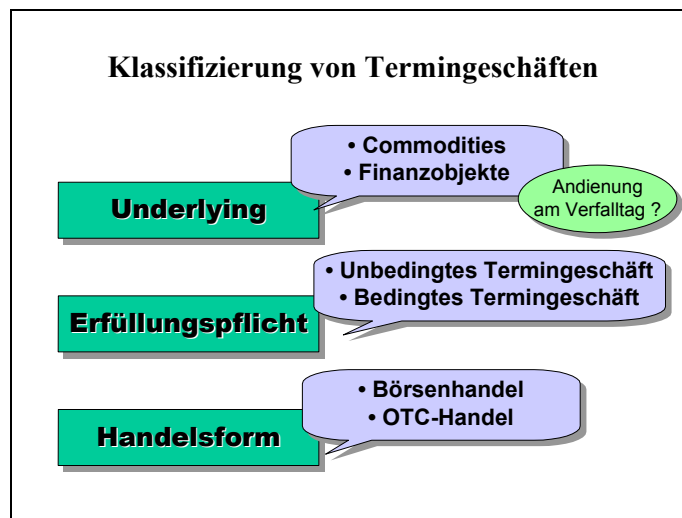 Klassifizierung von Termingeschäften
• Commodities
• Finanzobjekte
Andienung
am Verfalltag ?
Underlying
• Unbedingtes Termingeschäft
• Bedingtes Termingeschäft
Erfüllungspflicht
• Börsenhandel
• OTC-Handel
Handelsform